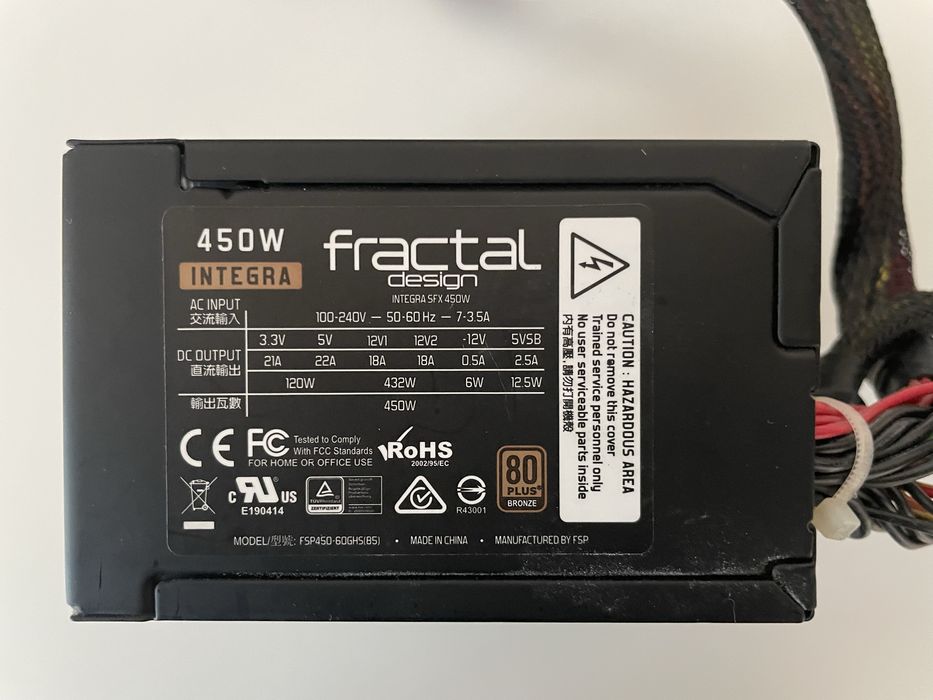 450W
INTEGRA
fractal
design
INTEGRA SFX 450W
AC INPUT
交流輸入
100-240V — 50-60 Hz — 7-3.5A
DC OUTPUT
直流輸出
3.3V 5V 12V1 12V2 -12V 5VSB
21A 22A 18A 18A 0.5A 2.5A
120W 432W 6W 12.5W
輸出瓦數 450W
CE FC Tested to Comply
With FCC Standards
FOR HOME OR OFFICE USE
RoHS
2002/95/EC
c RU US
E190414
TÜVRheinland
ZERTIFIZIERT
R43001
80
PLUS
BRONZE
MODEL/型號: FSP450-60GHS(85) • MADE IN CHINA • MANUFACTURED BY FSP
CAUTION : HAZARDOUS AREA
Do not remove this cover
Trained service personnel only
No user serviceable parts inside
內有高壓, 請勿打開機殼